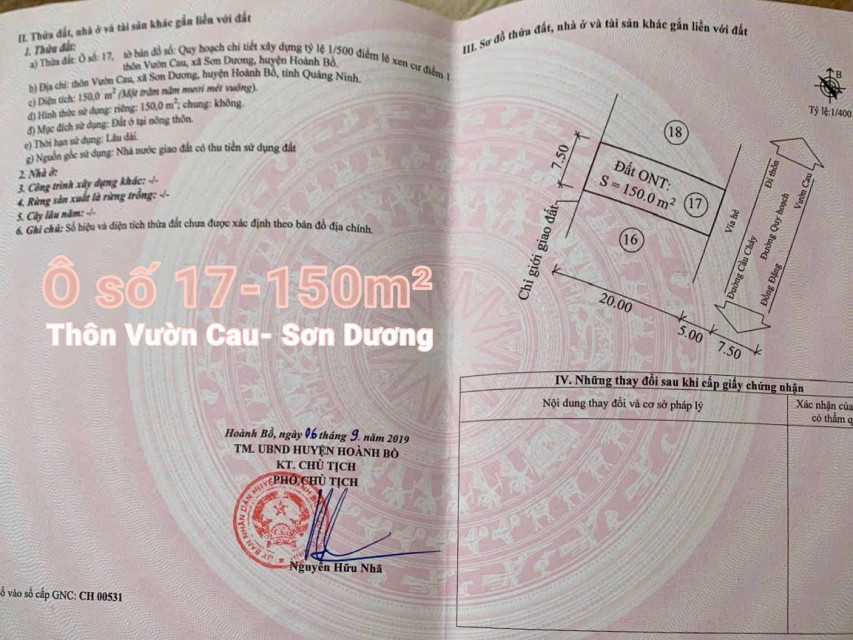 II. Thửa đất, nhà ở và tài sản khác gắn liền với đất
1. Thửa đất:
a) Thửa đất: Ô số: 17, tờ bản đồ số: Quy hoạch chi tiết xây dựng tỷ lệ 1/500 điểm lẻ xen cư điểm 1
thôn Vườn Cau, xã Sơn Dương, huyện Hoành Bồ.
b) Địa chỉ: thôn Vườn Cau, xã Sơn Dương, huyện Hoành Bồ, tỉnh Quảng Ninh.
c) Diện tích: 150,0 m² (Một trăm năm mươi mét vuông).
d) Hình thức sử dụng: riêng: 150,0 m²; chung: không.
đ) Mục đích sử dụng: Đất ở tại nông thôn.
e) Thời hạn sử dụng: Lâu dài.
g) Nguồn gốc sử dụng: Nhà nước giao đất có thu tiền sử dụng đất
2. Nhà ở:
3. Công trình xây dựng khác: -/-
4. Rừng sản xuất là rừng trồng: -/-
5. Cây lâu năm: -/-
6. Ghi chú: Số hiệu và diện tích thửa đất chưa được xác định theo bản đồ địa chính.
Ô số 17-150m²
Thôn Vườn Cau- Sơn Dương
Hoành Bồ, ngày 06 tháng 9 năm 2019
TM. UBND HUYỆN HOÀNH BỒ
KT. CHỦ TỊCH
PHÓ CHỦ TỊCH
Nguyễn Hữu Nhã
ố vào sổ cấp GNC: CH 00531
III. Sơ đồ thửa đất, nhà ở và tài sản khác gắn liền với đất
B
Tỷ lệ:1/400
18
7.50
Đất ONT:
S = 150.0 m²
17
16
Chỉ giới giao đất
20.00
5.00
7.50
Vỉa hè
Đường Cầu Cháy
Đi thôn
Đường Quy hoạch
Đồng Đặng
Vườn Cau
IV. Những thay đổi sau khi cấp giấy chứng nhận
Nội dung thay đổi và cơ sở pháp lý
Xác nhận của
có thẩm q